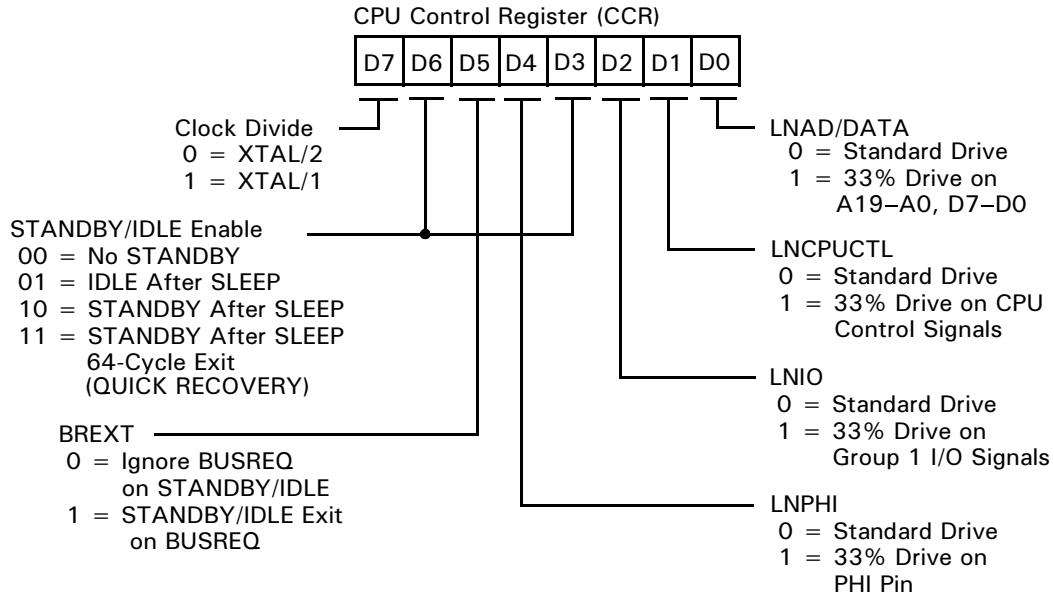 CPU Control Register (CCR)
D7 D6 D5 D4 D3 D2 D1 D0
Clock Divide
0 = XTAL/2
1 = XTAL/1
STANDBY/IDLE Enable
00 = No STANDBY
01 = IDLE After SLEEP
10 = STANDBY After SLEEP
11 = STANDBY After SLEEP
64-Cycle Exit
(QUICK RECOVERY)
BREXT
0 = Ignore BUSREQ
on STANDBY/IDLE
1 = STANDBY/IDLE Exit
on BUSREQ
LNAD/DATA
0 = Standard Drive
1 = 33% Drive on
A19–A0, D7–D0
LNCPUCTL
0 = Standard Drive
1 = 33% Drive on CPU
Control Signals
LNIO
0 = Standard Drive
1 = 33% Drive on
Group 1 I/O Signals
LNPHI
0 = Standard Drive
1 = 33% Drive on
PHI Pin